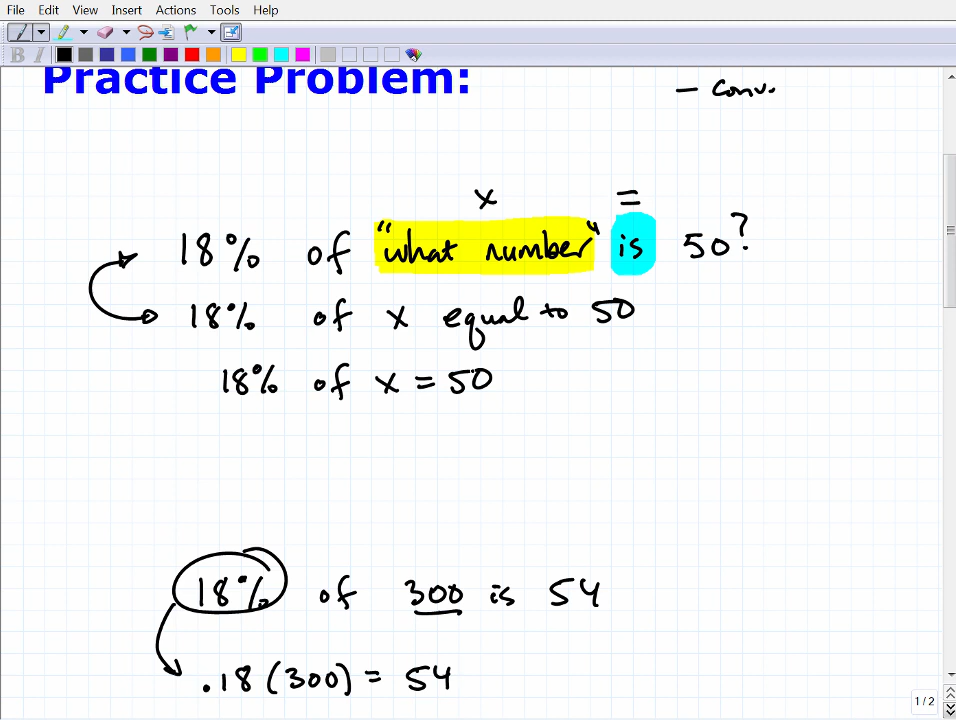 File Edit View Insert Actions Tools Help
B I
Practice Problem:
— conv.
x =
18% of "what number" is 50?
18% of x equal to 50
18% of x = 50
18% of 300 is 54
.18 (300) = 54
1 / 2